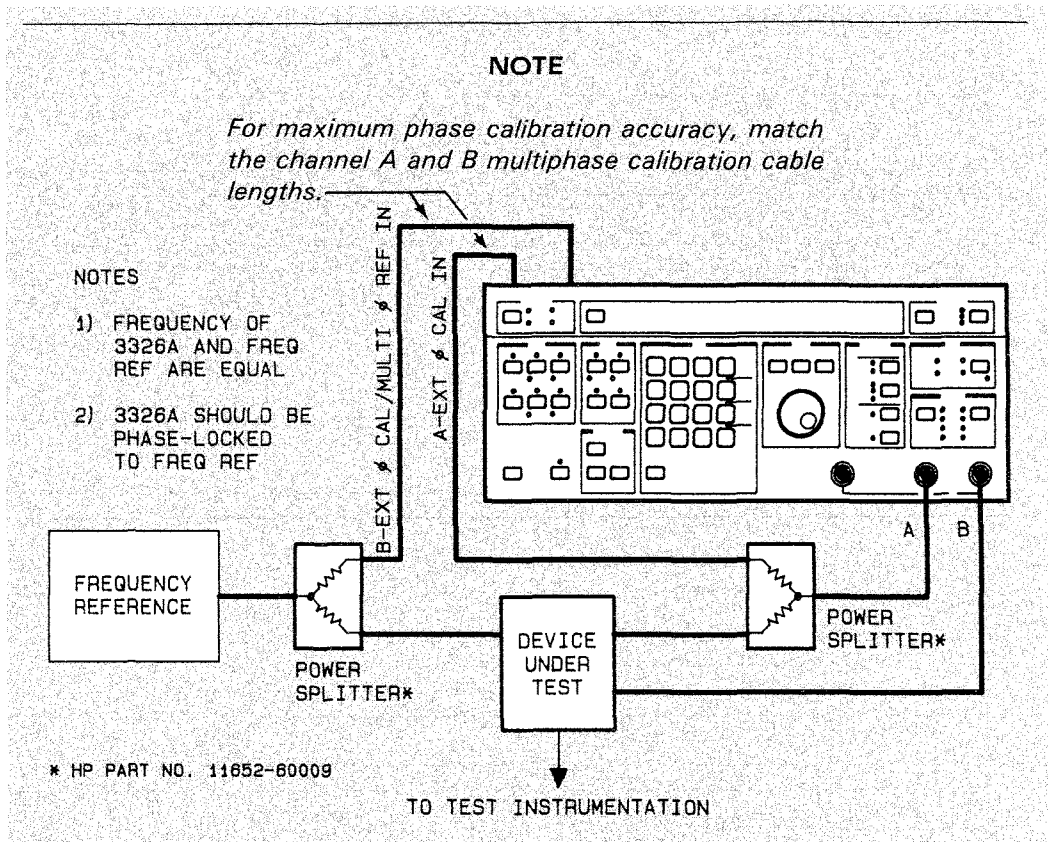 NOTE
For maximum phase calibration accuracy, match
the channel A and B multiphase calibration cable
lengths.
B-EXT ø CAL/MULTI ø REF IN
A-EXT ø CAL IN
NOTES
1) FREQUENCY OF
3326A AND FREQ
REF ARE EQUAL
2) 3326A SHOULD BE
PHASE-LOCKED
TO FREQ REF
A B
FREQUENCY
REFERENCE
POWER
SPLITTER*
DEVICE
UNDER
TEST
POWER
SPLITTER*
* HP PART NO. 11652-60009
TO TEST INSTRUMENTATION